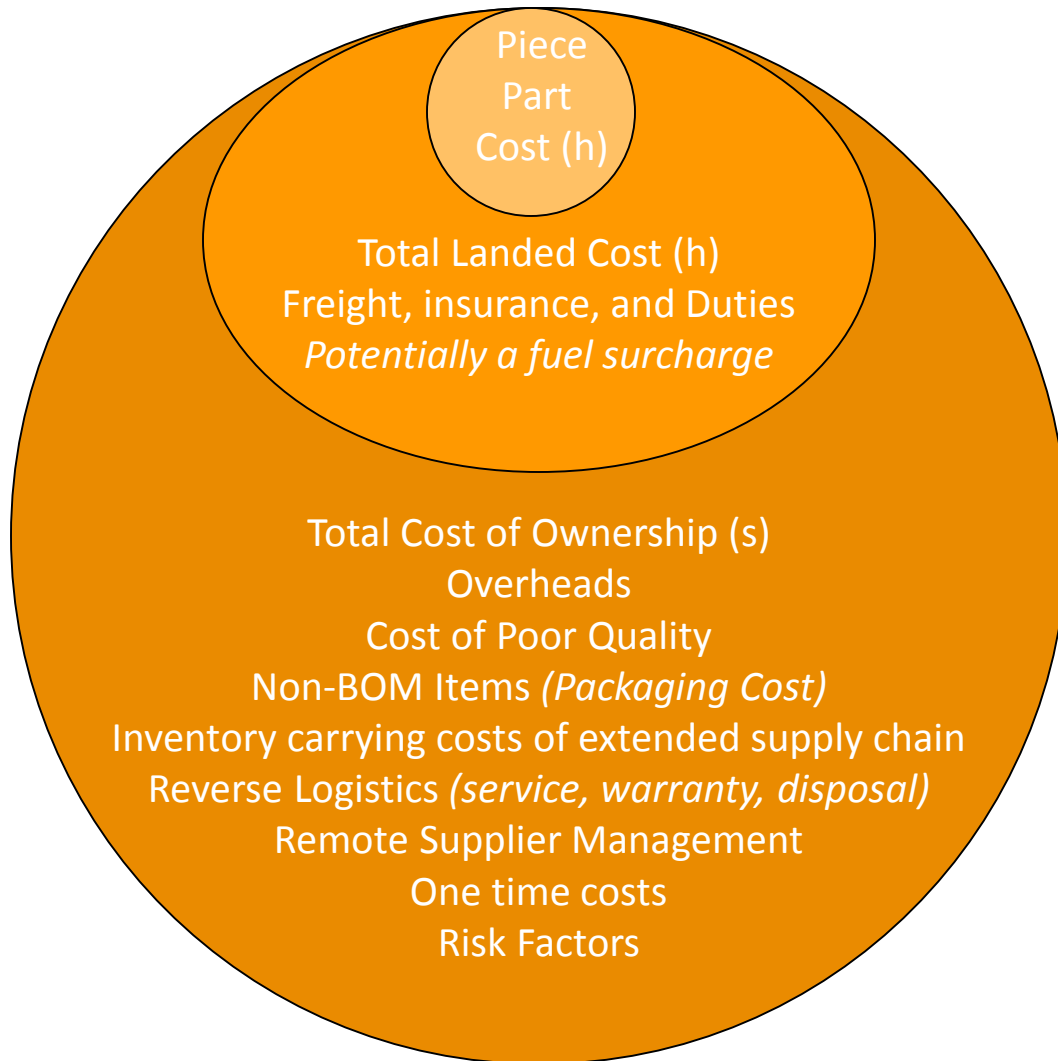 Piece
Part
Cost (h)
Total Landed Cost (h)
Freight, insurance, and Duties
Potentially a fuel surcharge
Total Cost of Ownership (s)
Overheads
Cost of Poor Quality
Non-BOM Items (Packaging Cost)
Inventory carrying costs of extended supply chain
Reverse Logistics (service, warranty, disposal)
Remote Supplier Management
One time costs
Risk Factors